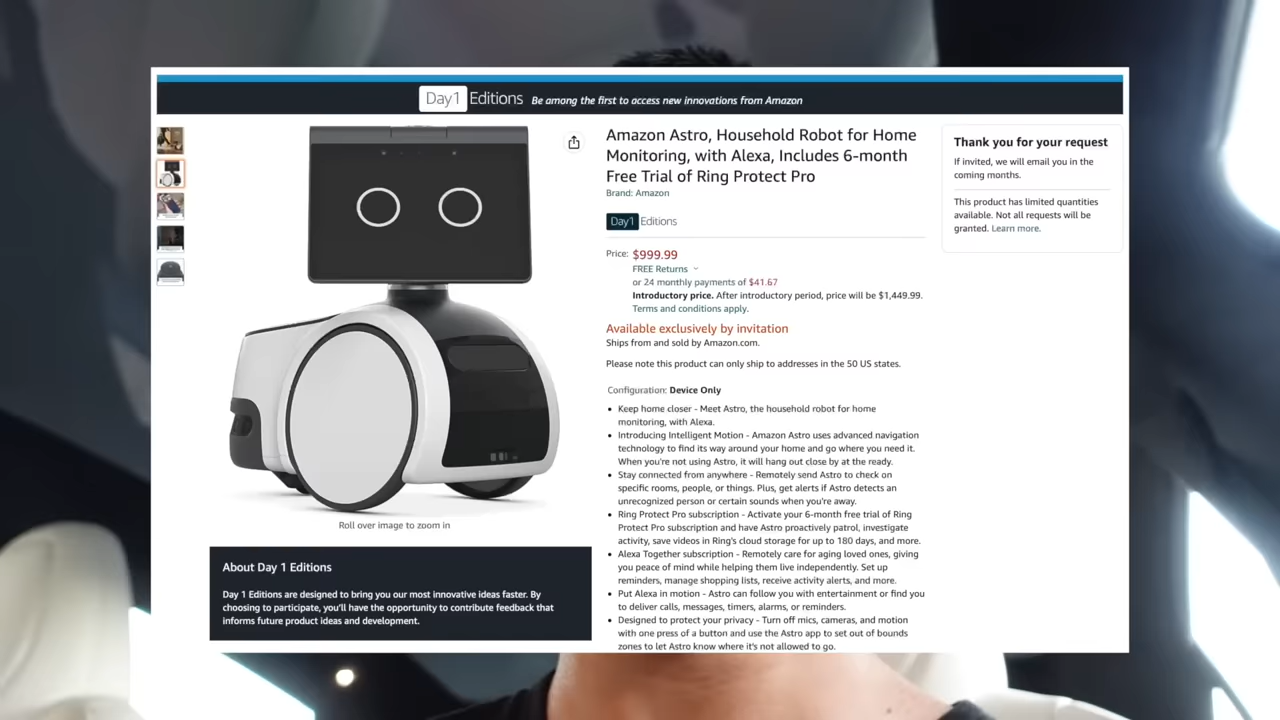 Day1 Editions Be among the first to access new innovations from Amazon
Amazon Astro, Household Robot for Home
Monitoring, with Alexa, Includes 6-month
Free Trial of Ring Protect Pro
Brand: Amazon
Day1 Editions
Price: $999.99
FREE Returns
or 24 monthly payments of $41.67
Introductory price. After introductory period, price will be $1,449.99.
Terms and conditions apply.
Available exclusively by invitation
Ships from and sold by Amazon.com.
Please note this product can only ship to addresses in the 50 US states.
Configuration: Device Only
• Keep home closer - Meet Astro, the household robot for home
monitoring, with Alexa.
• Introducing Intelligent Motion - Amazon Astro uses advanced navigation
technology to find its way around your home and go where you need it.
When you're not using Astro, it will hang out close by at the ready.
• Stay connected from anywhere - Remotely send Astro to check on
specific rooms, people, or things. Plus, get alerts if Astro detects an
unrecognized person or certain sounds when you're away.
• Ring Protect Pro subscription - Activate your 6-month free trial of Ring
Protect Pro subscription and have Astro proactively patrol, investigate
activity, save videos in Ring's cloud storage for up to 180 days, and more.
• Alexa Together subscription - Remotely care for aging loved ones, giving
you peace of mind while helping them live independently. Set up
reminders, manage shopping lists, receive activity alerts, and more.
• Put Alexa in motion - Astro can follow you with entertainment or find you
to deliver calls, messages, timers, alarms, or reminders.
• Designed to protect your privacy - Turn off mics, cameras, and motion
with one press of a button and use the Astro app to set out of bounds
zones to let Astro know where it's not allowed to go.
Thank you for your request
If invited, we will email you in the
coming months.
This product has limited quantities
available. Not all requests will be
granted. Learn more.
Roll over image to zoom in
About Day 1 Editions
Day 1 Editions are designed to bring you our most innovative ideas faster. By
choosing to participate, you'll have the opportunity to contribute feedback that
informs future product ideas and development.